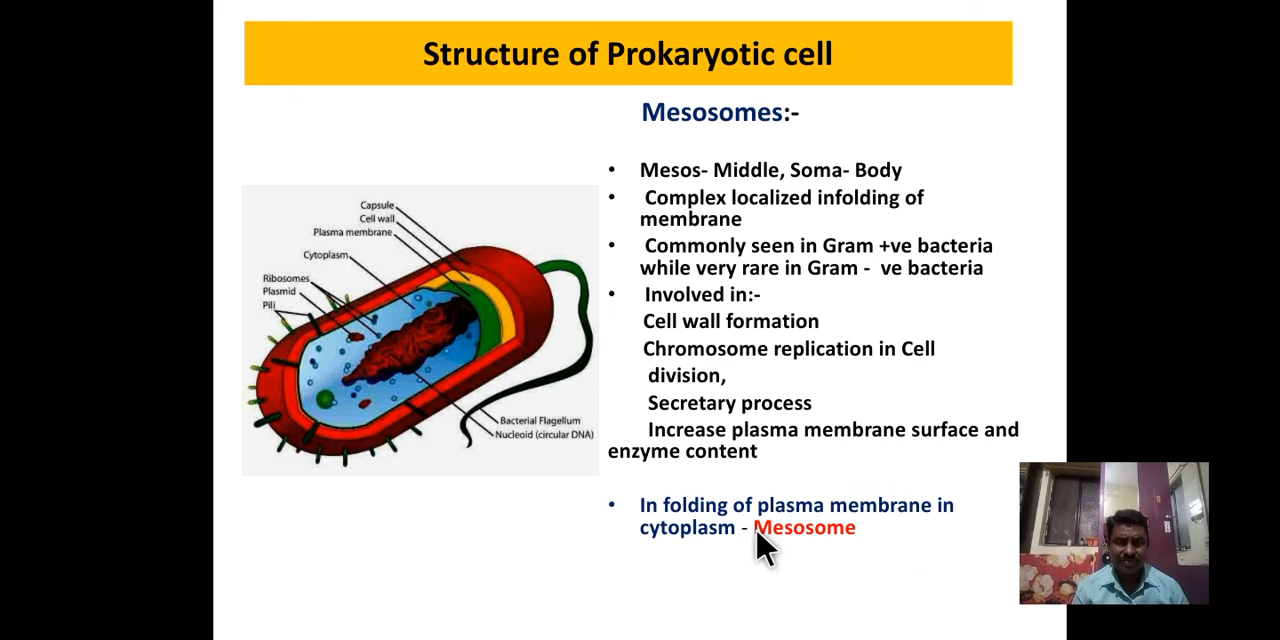 Structure of Prokaryotic cell
Mesosomes:-
• Mesos- Middle, Soma- Body
• Complex localized infolding of
membrane
• Commonly seen in Gram +ve bacteria
while very rare in Gram - ve bacteria
• Involved in:-
Cell wall formation
Chromosome replication in Cell
division,
Secretary process
Increase plasma membrane surface and
enzyme content
• In folding of plasma membrane in
cytoplasm - Mesosome
Capsule
Cell wall
Plasma membrane
Cytoplasm
Ribosomes
Plasmid
Pili
Bacterial Flagellum
Nucleoid (circular DNA)